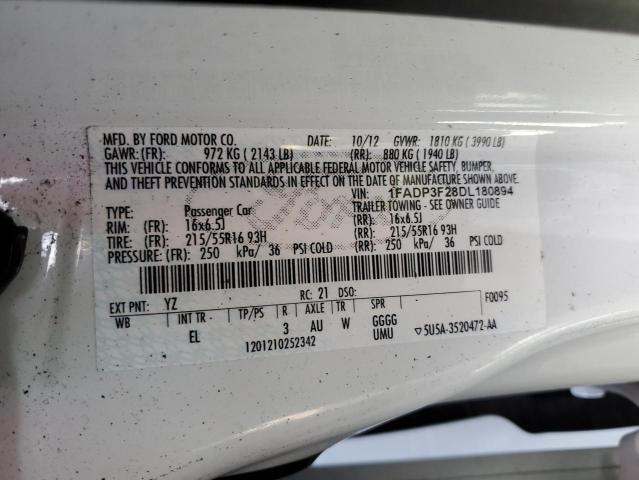 MFD. BY FORD MOTOR CO. DATE: 10/12 GVWR: 1810 KG ( 3990 LB)
GAWR: (FR): 972 KG ( 2143 LB) (RR): 880 KG ( 1940 LB)
THIS VEHICLE CONFORMS TO ALL APPLICABLE FEDERAL MOTOR VEHICLE SAFETY, BUMPER,
AND THEFT PREVENTION STANDARDS IN EFFECT ON THE DATE OF MANUFACTURE SHOWN ABOVE.
VIN: 1FADP3F28DL180894
TYPE: Passenger Car TRAILER TOWING - SEE OWNER GUIDE
RIM: (FR) 16x6.5J (RR): 16x6.5J
TIRE: (FR) 215/55R16 93H (RR): 215/55R16 93H
PRESSURE: (FR) 250 kPa/ 36 PSI COLD (RR): 250 kPa/ 36 PSI COLD
EXT PNT: YZ RC: 21 DSO: F0095
WB INT TR - TP/PS R AXLE TR SPR
EL 3 AU W GGGG
UMU
5U5A-3520472-AA
1201210252342